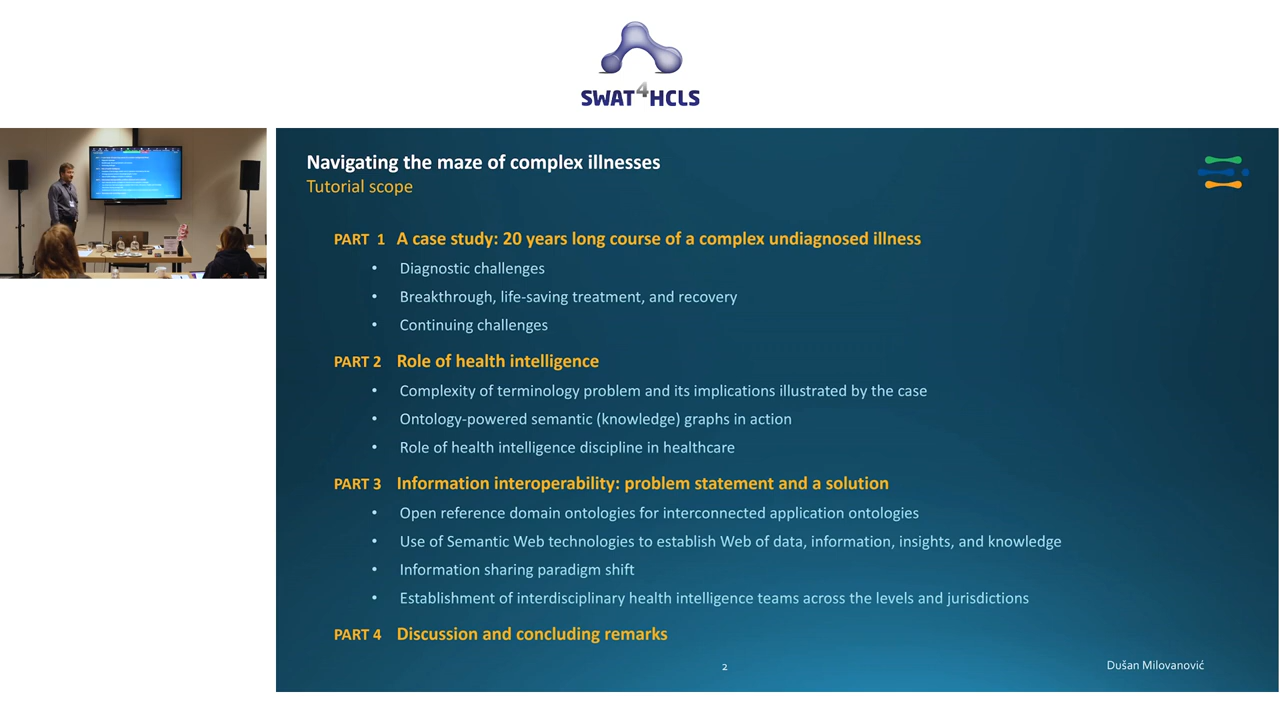 SWAT4HCLS
Navigating the maze of complex illnesses
Tutorial scope
PART 1 A case study: 20 years long course of a complex undiagnosed illness
• Diagnostic challenges
• Breakthrough, life-saving treatment, and recovery
• Continuing challenges
PART 2 Role of health intelligence
• Complexity of terminology problem and its implications illustrated by the case
• Ontology-powered semantic (knowledge) graphs in action
• Role of health intelligence discipline in healthcare
PART 3 Information interoperability: problem statement and a solution
• Open reference domain ontologies for interconnected application ontologies
• Use of Semantic Web technologies to establish Web of data, information, insights, and knowledge
• Information sharing paradigm shift
• Establishment of interdisciplinary health intelligence teams across the levels and jurisdictions
PART 4 Discussion and concluding remarks
2
Dušan Milovanović